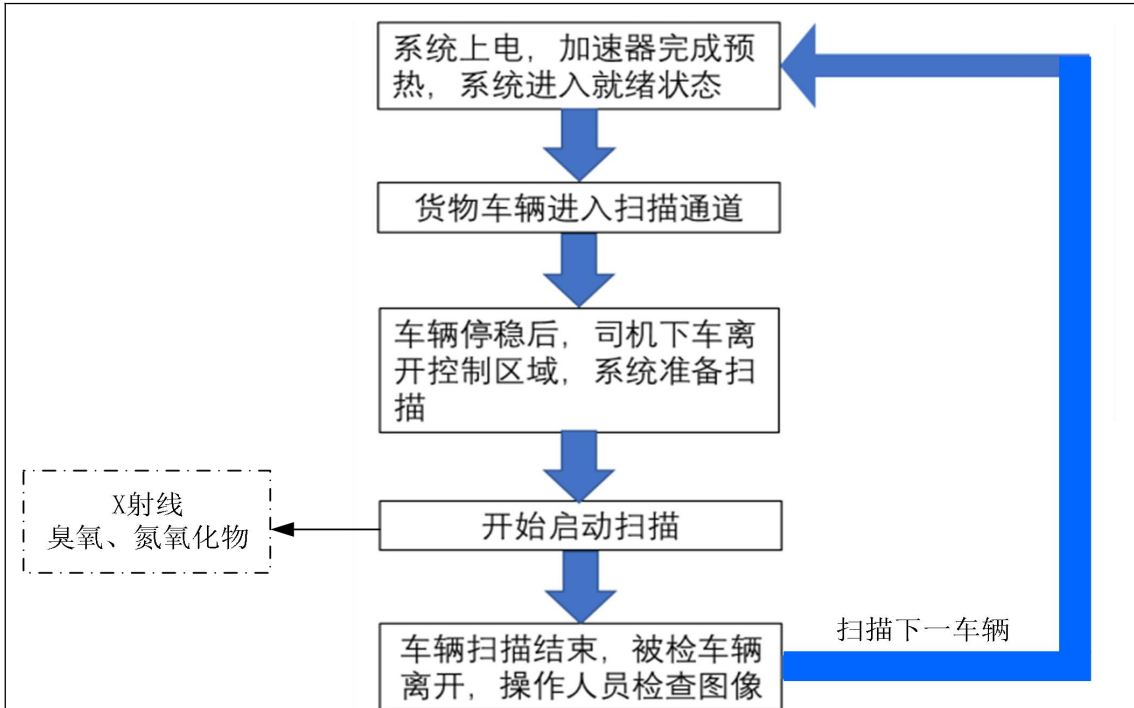 系统上电，加速器完成预
热，系统进入就绪状态
货物车辆进入扫描通道
车辆停稳后，司机下车离
开控制区域，系统准备扫
描
X射线
臭氧、氮氧化物
开始启动扫描
扫描下一车辆
车辆扫描结束，被检车辆
离开，操作人员检查图像